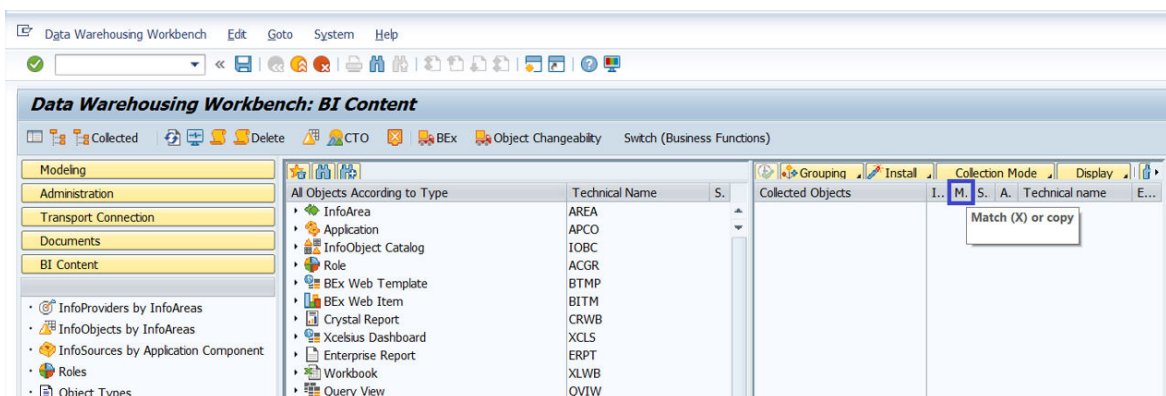 Data Warehousing Workbench Edit Goto System Help
Data Warehousing Workbench: BI Content
Collected Delete CTO BEx Object Changeability Switch (Business Functions)
Modeling
Administration
Transport Connection
Documents
BI Content
InfoProviders by InfoAreas
InfoObjects by InfoAreas
InfoSources by Application Component
Roles
Object Types
All Objects According to Type Technical Name S.
InfoArea AREA
Application APCO
InfoObject Catalog IOBC
Role ACGR
BEx Web Template BTMP
BEx Web Item BITM
Crystal Report CRWB
Xcelsius Dashboard XCLS
Enterprise Report ERPT
Workbook XLWB
Query View QVIW
Grouping Install Collection Mode Display
Collected Objects I.. M. S. A. Technical name E...
Match (X) or copy